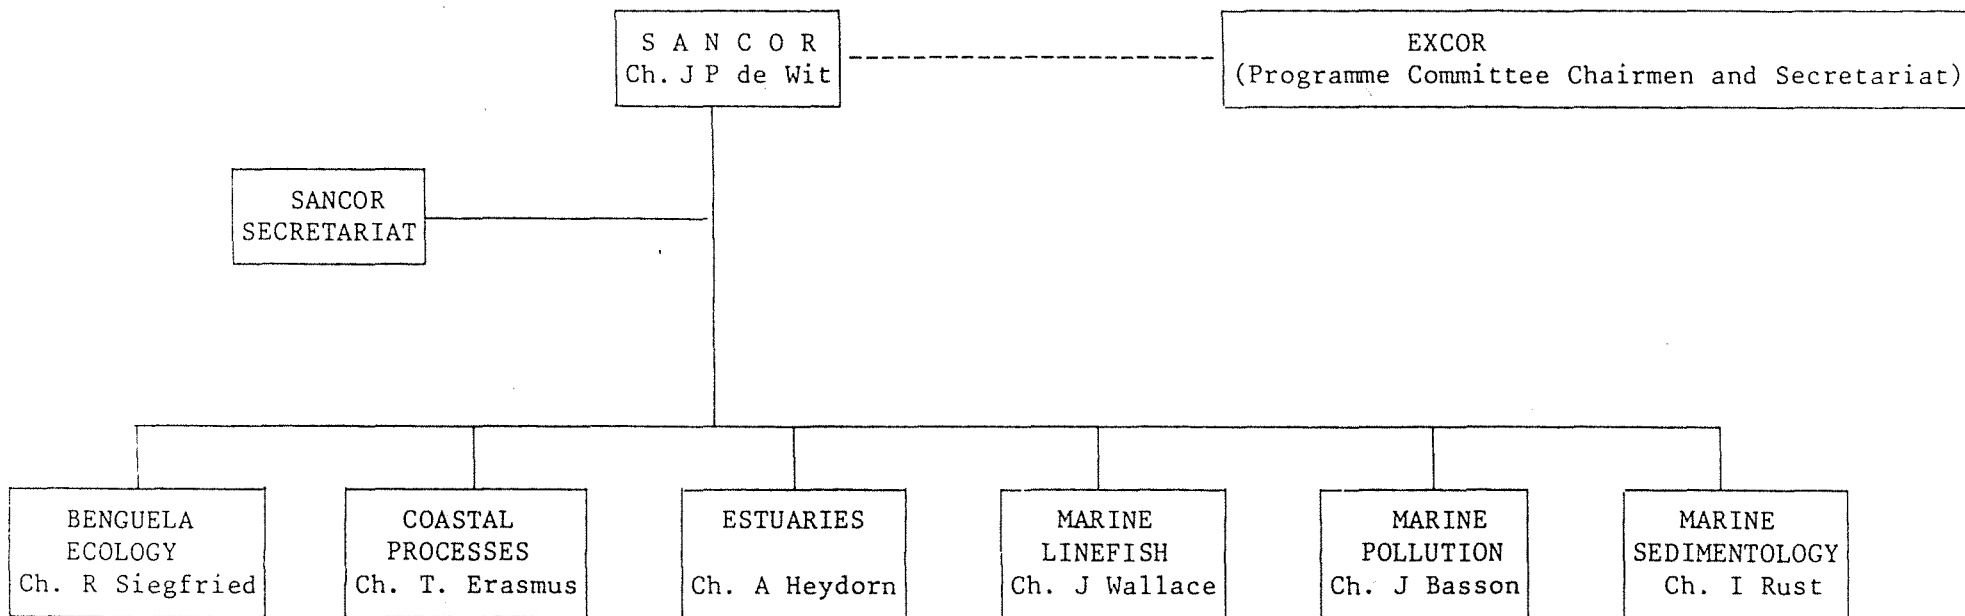 S A N C O R
Ch. J P de Wit
EXCOR
(Programme Committee Chairmen and Secretariat)
SANCOR
SECRETARIAT
BENGUELA
ECOLOGY
Ch. R Siegfried
COASTAL
PROCESSES
Ch. T. Erasmus
ESTUARIES
Ch. A Heydorn
MARINE
LINEFISH
Ch. J Wallace
MARINE
POLLUTION
Ch. J Basson
MARINE
SEDIMENTOLOGY
Ch. I Rust